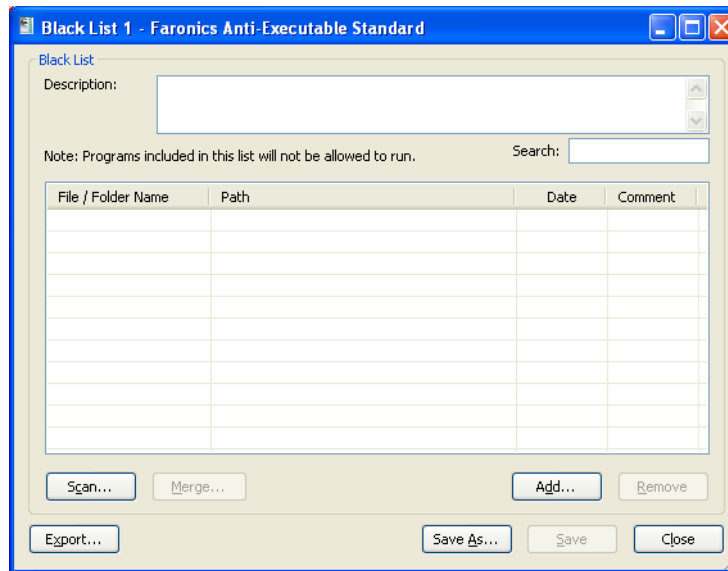 Black List 1 - Faronics Anti-Executable Standard
Black List
Description:
Note: Programs included in this list will not be allowed to run.
Search:
File / Folder Name Path Date Comment
Scan... Merge... Add... Remove
Export... Save As... Save Close